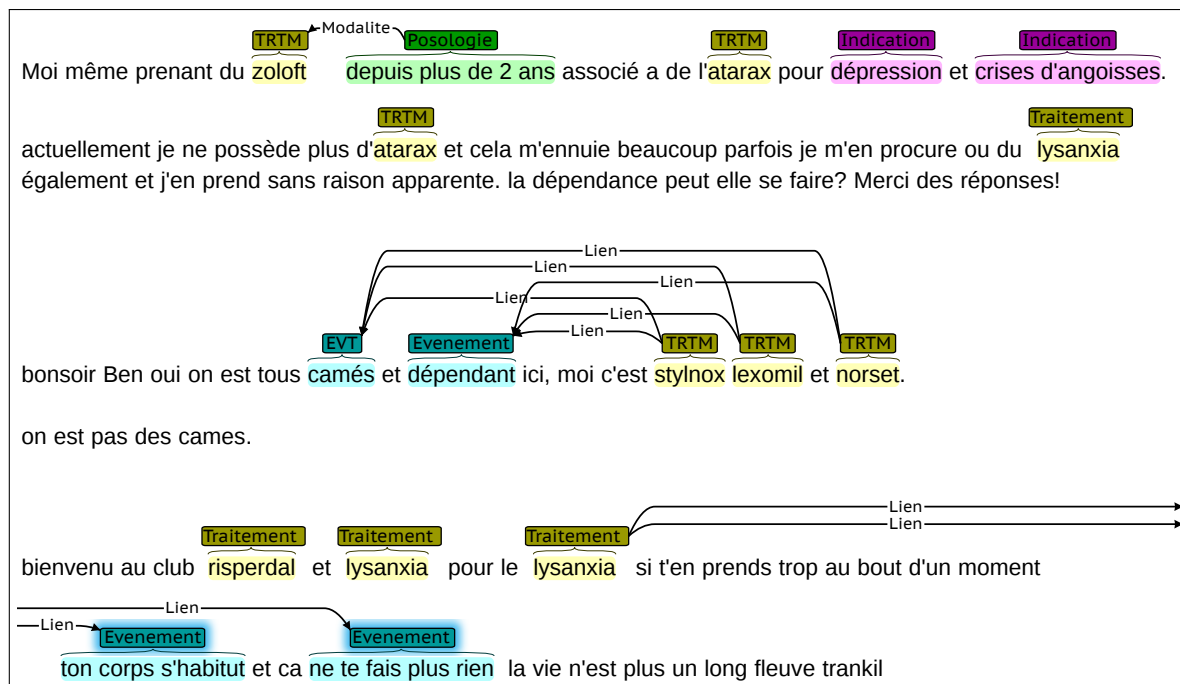 TRTM Modalite Posologie TRTM Indication Indication
Moi même prenant du zoloft depuis plus de 2 ans associé a de l'atarax pour dépression et crises d'angoisses.
TRTM Traitement
actuellement je ne possède plus d'atarax et cela m'ennuie beaucoup parfois je m'en procure ou du lysanxia
également et j'en prend sans raison apparente. la dépendance peut elle se faire? Merci des réponses!
Lien
Lien
Lien
Lien
Lien
Lien
EVT Evenement TRTM TRTM TRTM
bonsoir Ben oui on est tous camés et dépendant ici, moi c'est stylnox lexomil et norset.
on est pas des cames.
Lien
Lien
Traitement Traitement Traitement
bienvenu au club risperdal et lysanxia pour le lysanxia si t'en prends trop au bout d'un moment
Lien
Lien
Evenement Evenement
ton corps s'habitut et ca ne te fais plus rien la vie n'est plus un long fleuve trankil